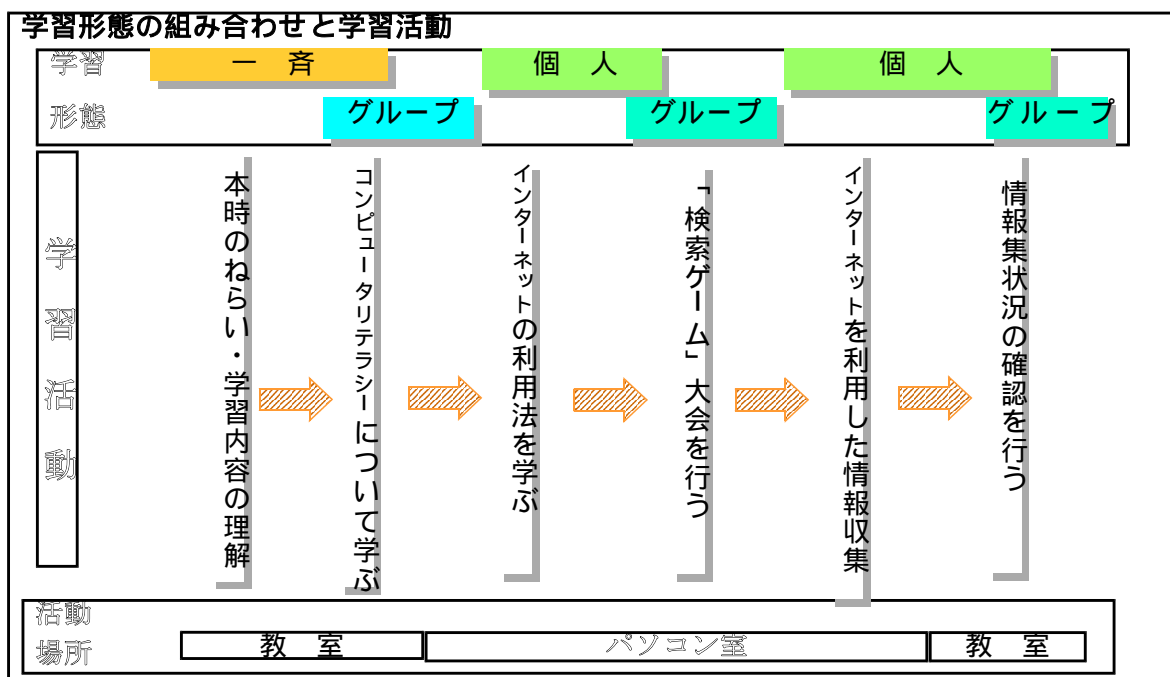 学習形態の組み合わせと学習活動
学習
形態
一 斉
個 人
個 人
グループ
グループ
グループ
学習活動
本時のねらい・学習内容の理解
コンピュータリテラシーについて学ぶ
インターネットの利用法を学ぶ
「検索ゲーム」大会を行う
インターネットを利用した情報収集
情報集状況の確認を行う
活動
場所
教 室
パソコン室
教 室